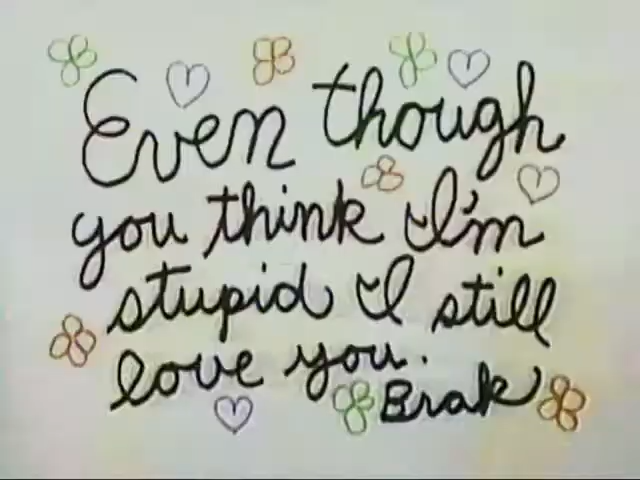 Even though
you think I'm
stupid I still
love you.
Brak